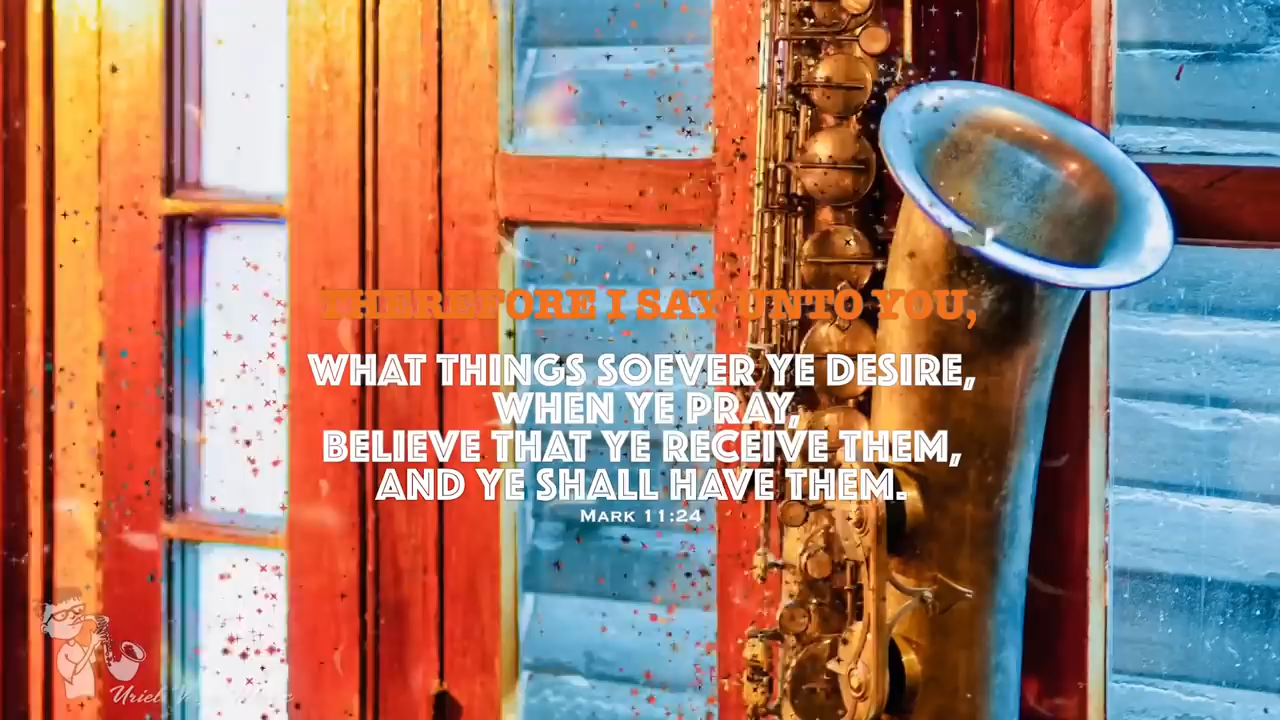 THEREFORE I SAY UNTO YOU,
WHAT THINGS SOEVER YE DESIRE,
WHEN YE PRAY,
BELIEVE THAT YE RECEIVE THEM,
AND YE SHALL HAVE THEM.
MARK 11:24
Uriel